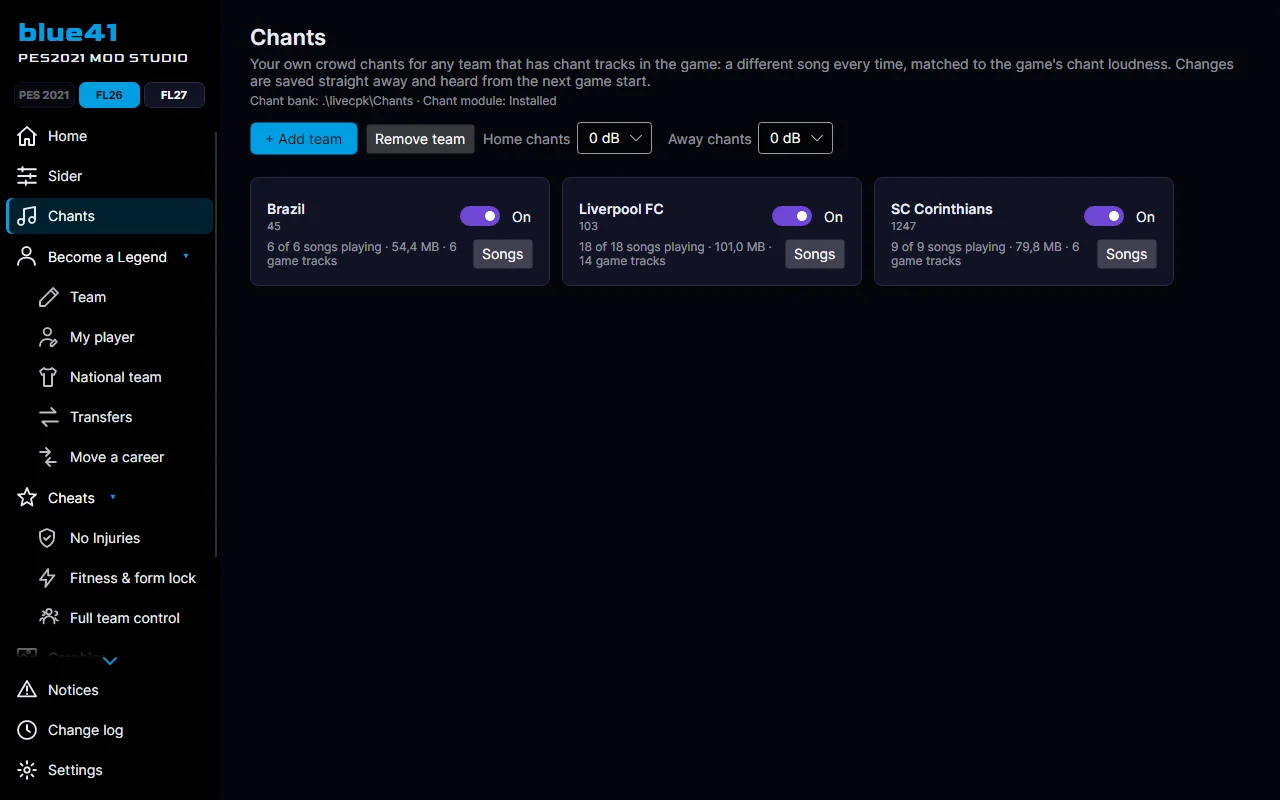 blue41
PES2021 MOD STUDIO
PES 2021 FL26 FL27
Home
Sider
Chants
Become a Legend
Team
My player
National team
Transfers
Move a career
Cheats
No Injuries
Fitness & form lock
Full team control
Notices
Change log
Settings
Chants
Your own crowd chants for any team that has chant tracks in the game: a different song every time, matched to the game's chant loudness. Changes
are saved straight away and heard from the next game start.
Chant bank: .\livecpk\Chants · Chant module: Installed
+ Add team Remove team Home chants 0 dB Away chants 0 dB
Brazil
45
On
6 of 6 songs playing · 54,4 MB · 6
game tracks
Songs
Liverpool FC
103
On
18 of 18 songs playing · 101,0 MB ·
14 game tracks
Songs
SC Corinthians
1247
On
9 of 9 songs playing · 79,8 MB · 6
game tracks
Songs